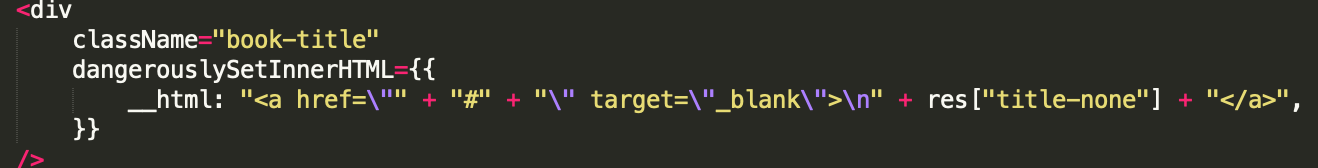 <div
className="book-title"
dangerouslySetInnerHTML={{
__html: "<a href=\"" + "#" + "\" target=\"_blank\">\n" + res["title-none"] + "</a>",
}}
/>